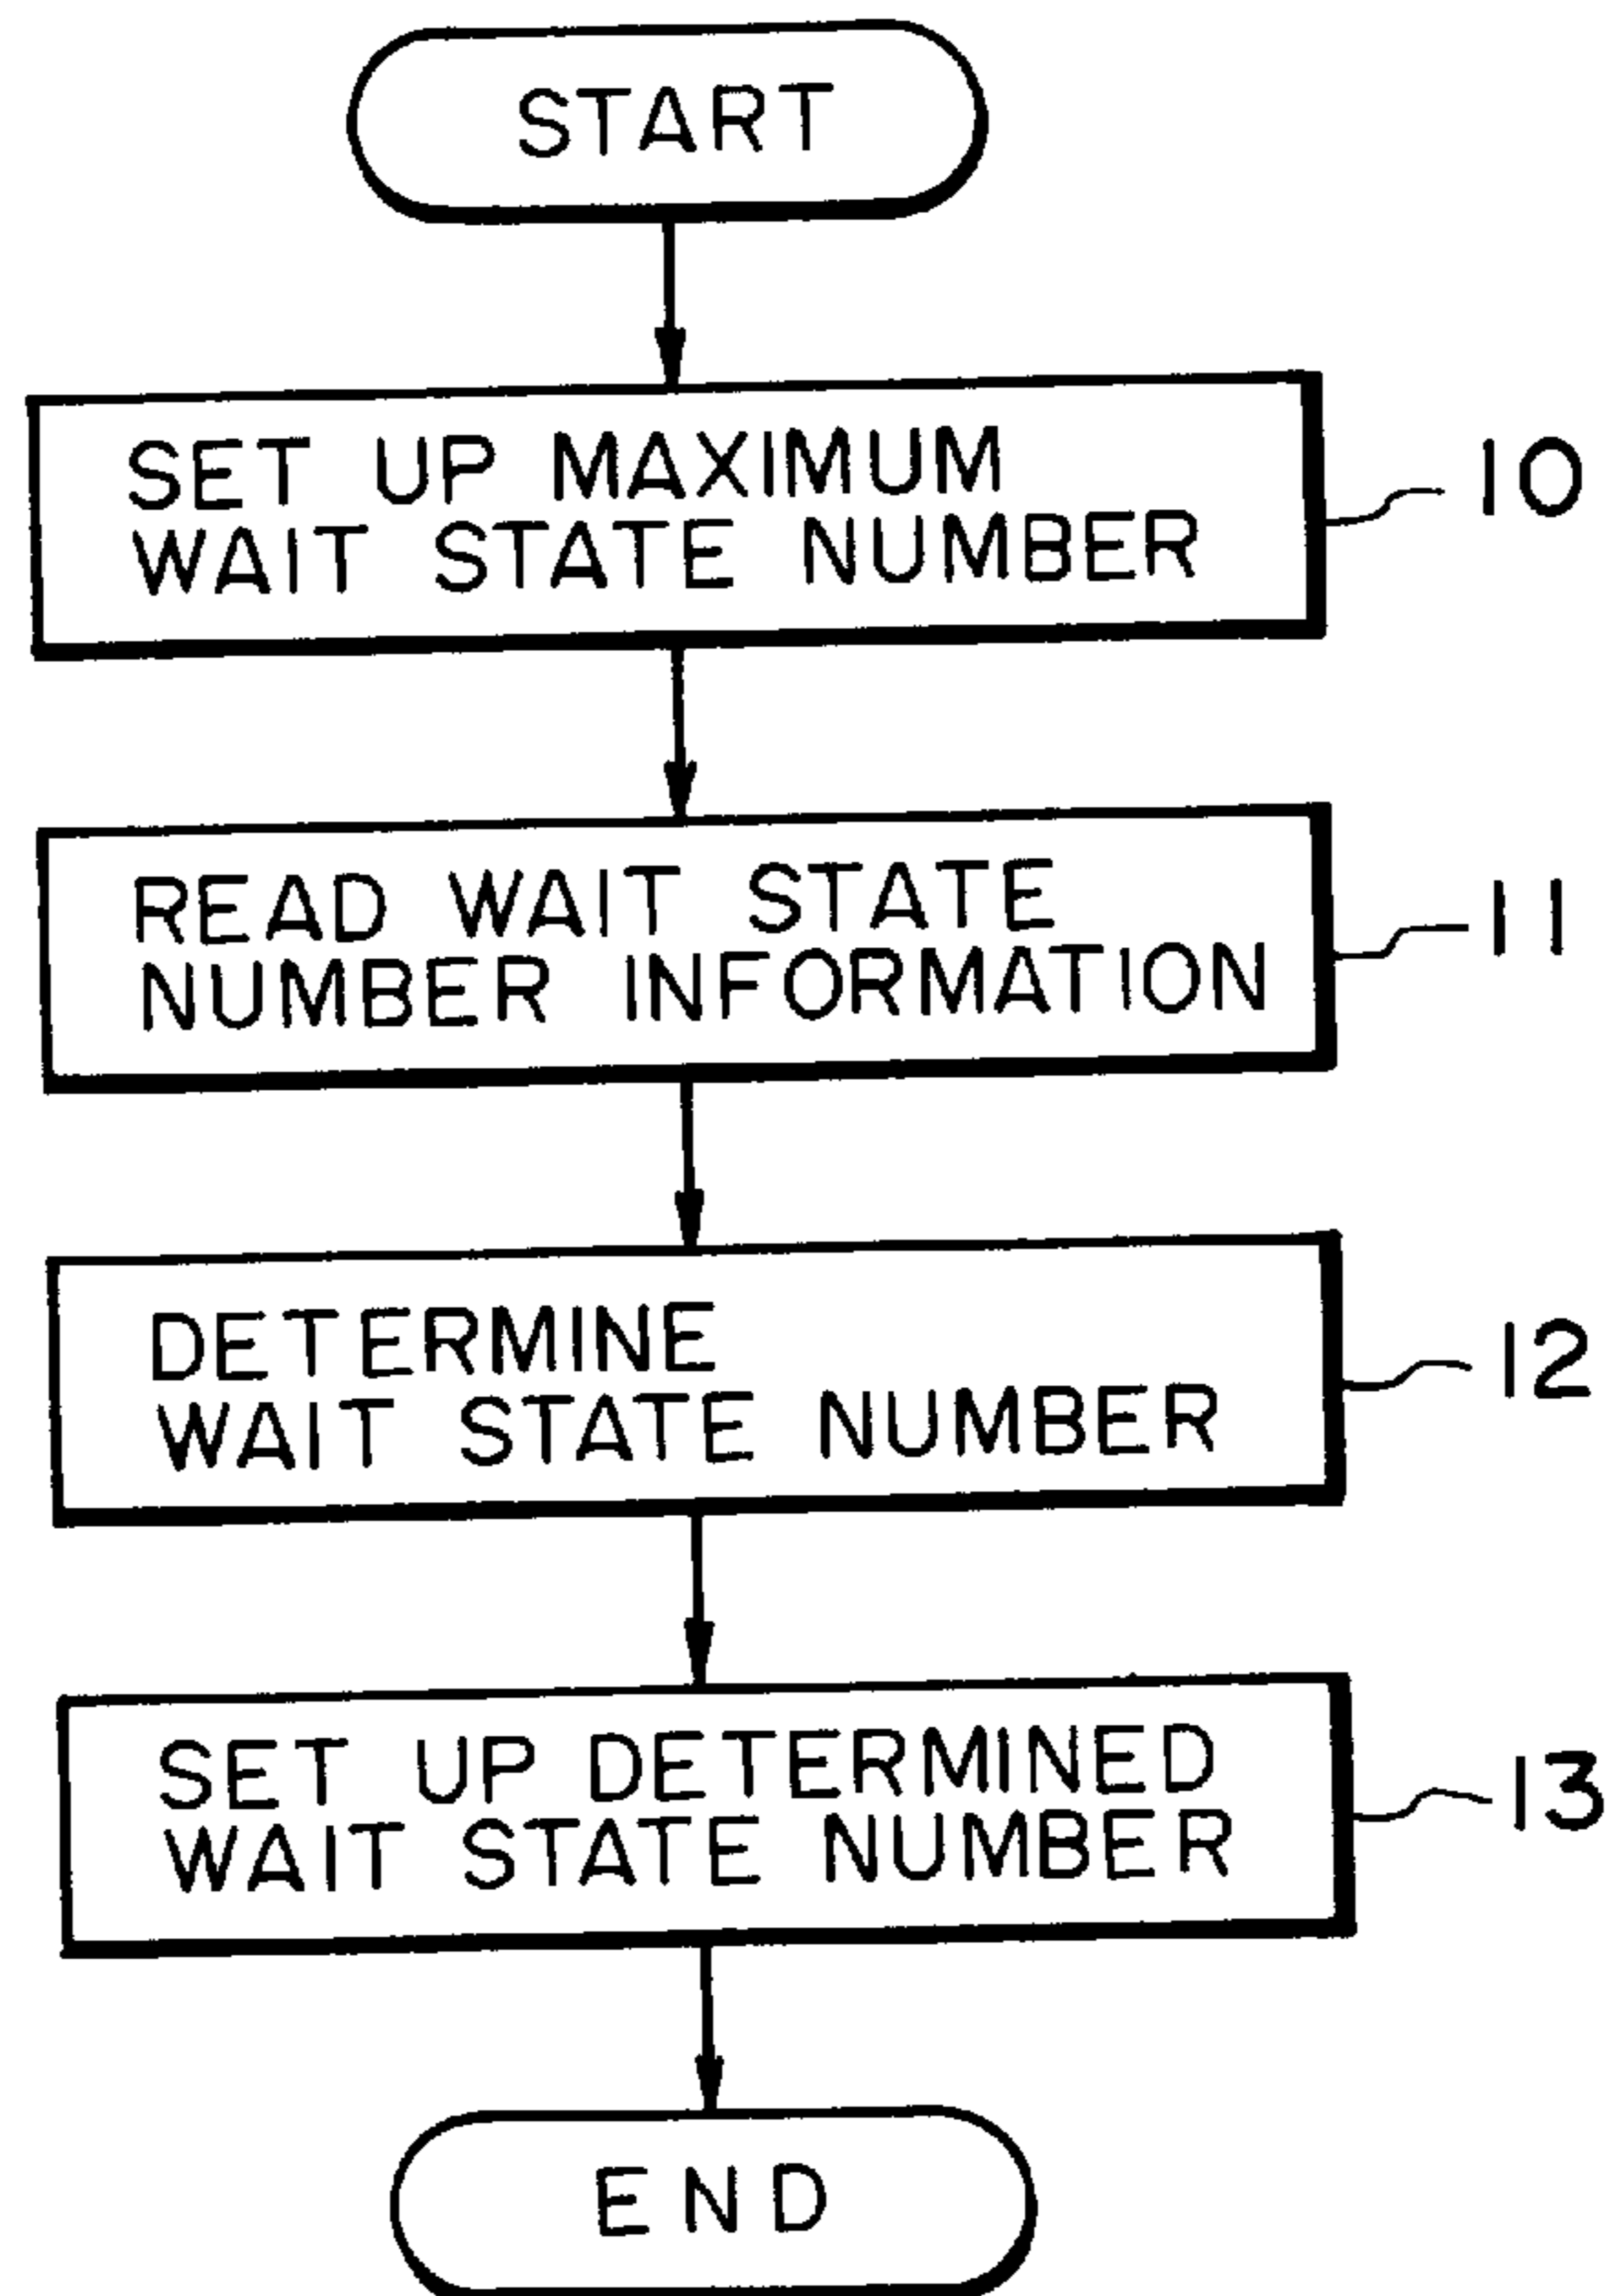 START
SET UP MAXIMUM
WAIT STATE NUMBER
10
READ WAIT STATE
NUMBER INFORMATION
11
DETERMINE
WAIT STATE NUMBER
12
SET UP DETERMINED
WAIT STATE NUMBER
13
END